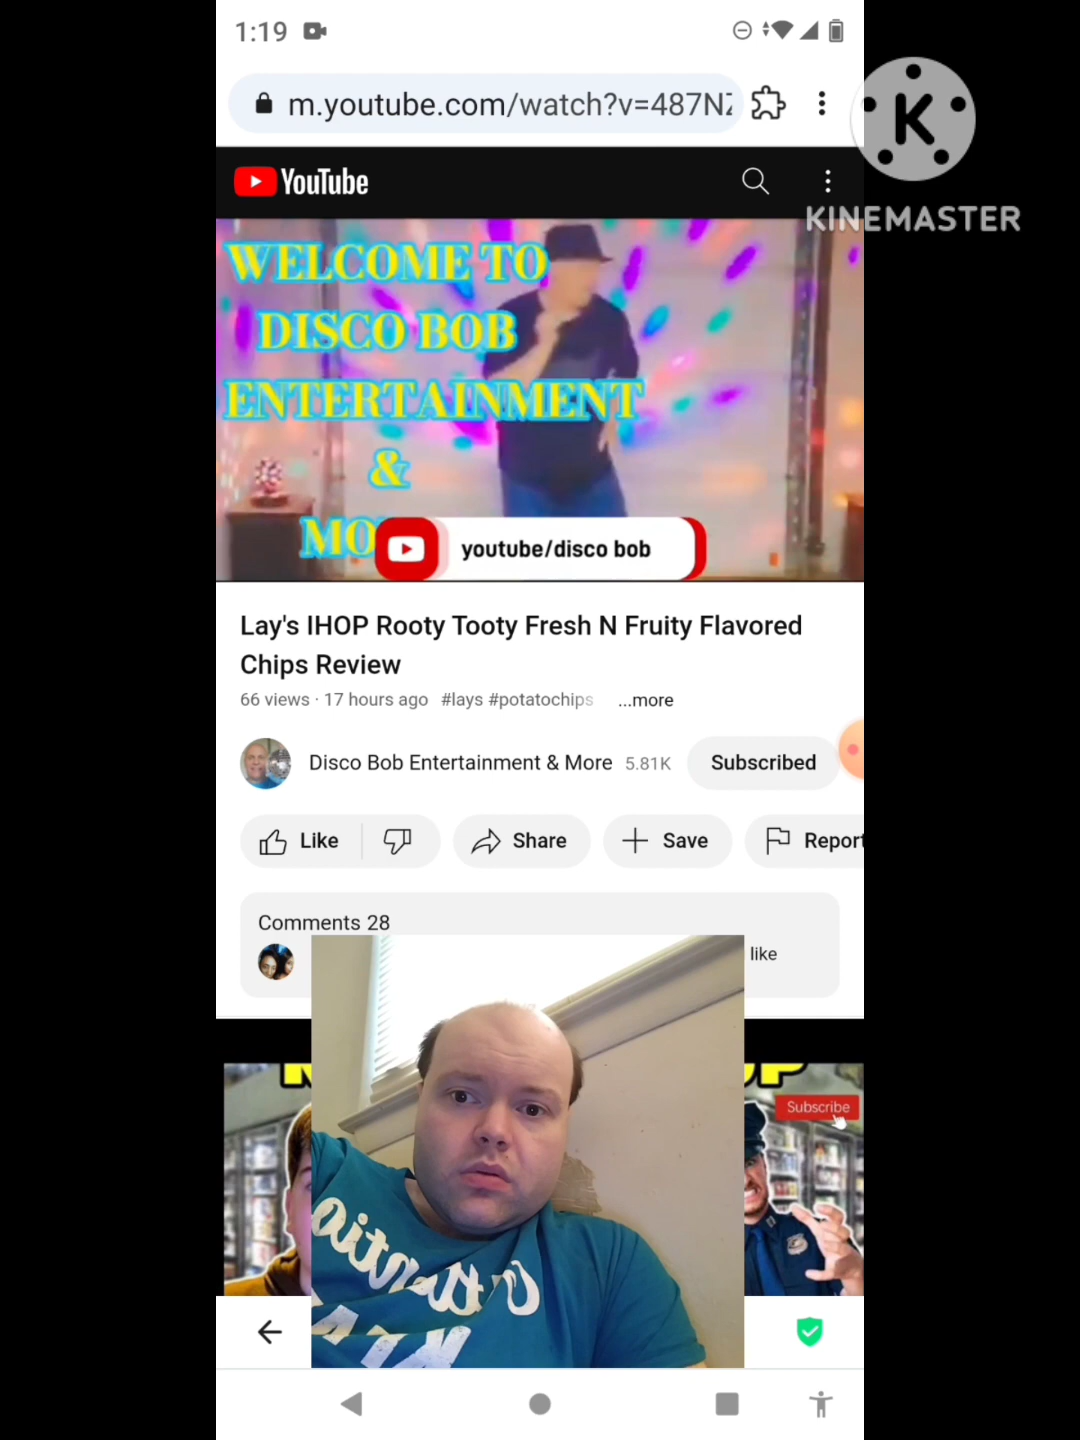 1:19
m.youtube.com/watch?v=487N
K
KINEMASTER
YouTube
WELCOME TO
DISCO BOB
ENTERTAINMENT
&
MO
youtube/disco bob
Lay's IHOP Rooty Tooty Fresh N Fruity Flavored
Chips Review
66 views · 17 hours ago #lays #potatochips ...more
Disco Bob Entertainment & More 5.81K Subscribed
Like Share Save Report
Comments 28
like
Subscribe